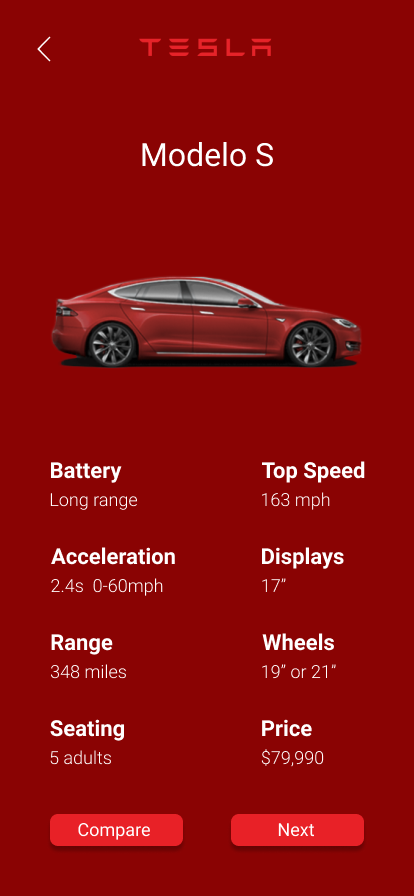 TESLA
Modelo S
Battery
Long range
Top Speed
163 mph
Acceleration
2.4s  0-60mph
Displays
17”
Range
348 miles
Wheels
19” or 21”
Seating
5 adults
Price
$79,990
Compare
Next